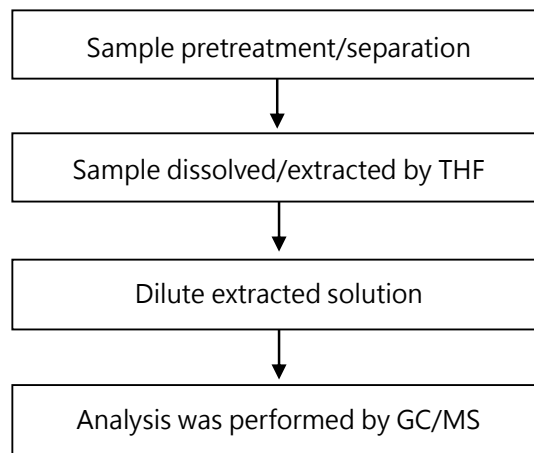 Sample pretreatment/separation
Sample dissolved/extracted by THF
Dilute extracted solution
Analysis was performed by GC/MS